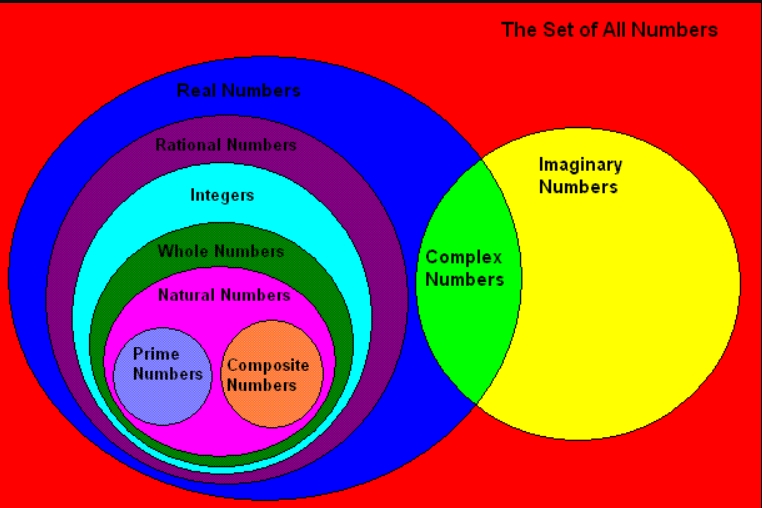 The Set of All Numbers
Real Numbers
Rational Numbers
Integers
Whole Numbers
Natural Numbers
Prime
Numbers
Composite
Numbers
Complex
Numbers
Imaginary
Numbers